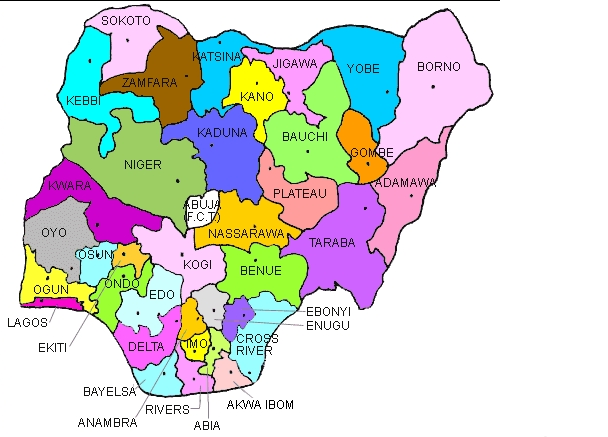 SOKOTO
KATSINA
JIGAWA
YOBE
BORNO
ZAMFARA
KEBBI
KANO
KADUNA
BAUCHI
GOMBE
NIGER
ADAMAWA
KWARA
PLATEAU
ABUJA
(F.C.T.)
OYO
NASSARAWA
TARABA
OSUN
KOGI
BENUE
OGUN
ONDO
EDO
LAGOS
EKITI
EBONYI
ENUGU
DELTA
IMO
CROSS
RIVER
BAYELSA
ANAMBRA
RIVERS
ABIA
AKWA IBOM